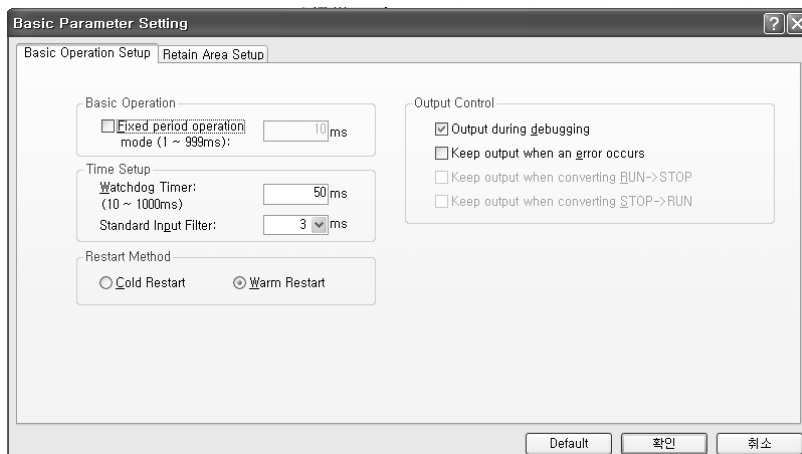 Basic Parameter Setting
Basic Operation Setup
Retain Area Setup
Basic Operation
Fixed period operation
mode (1 ~ 999ms):
10 ms
Time Setup
Watchdog Timer:
(10 ~ 1000ms)
50 ms
Standard Input Filter:
3 ms
Restart Method
Cold Restart
Warm Restart
Output Control
Output during debugging
Keep output when an error occurs
Keep output when converting RUN->STOP
Keep output when converting STOP->RUN
Default
확인
취소